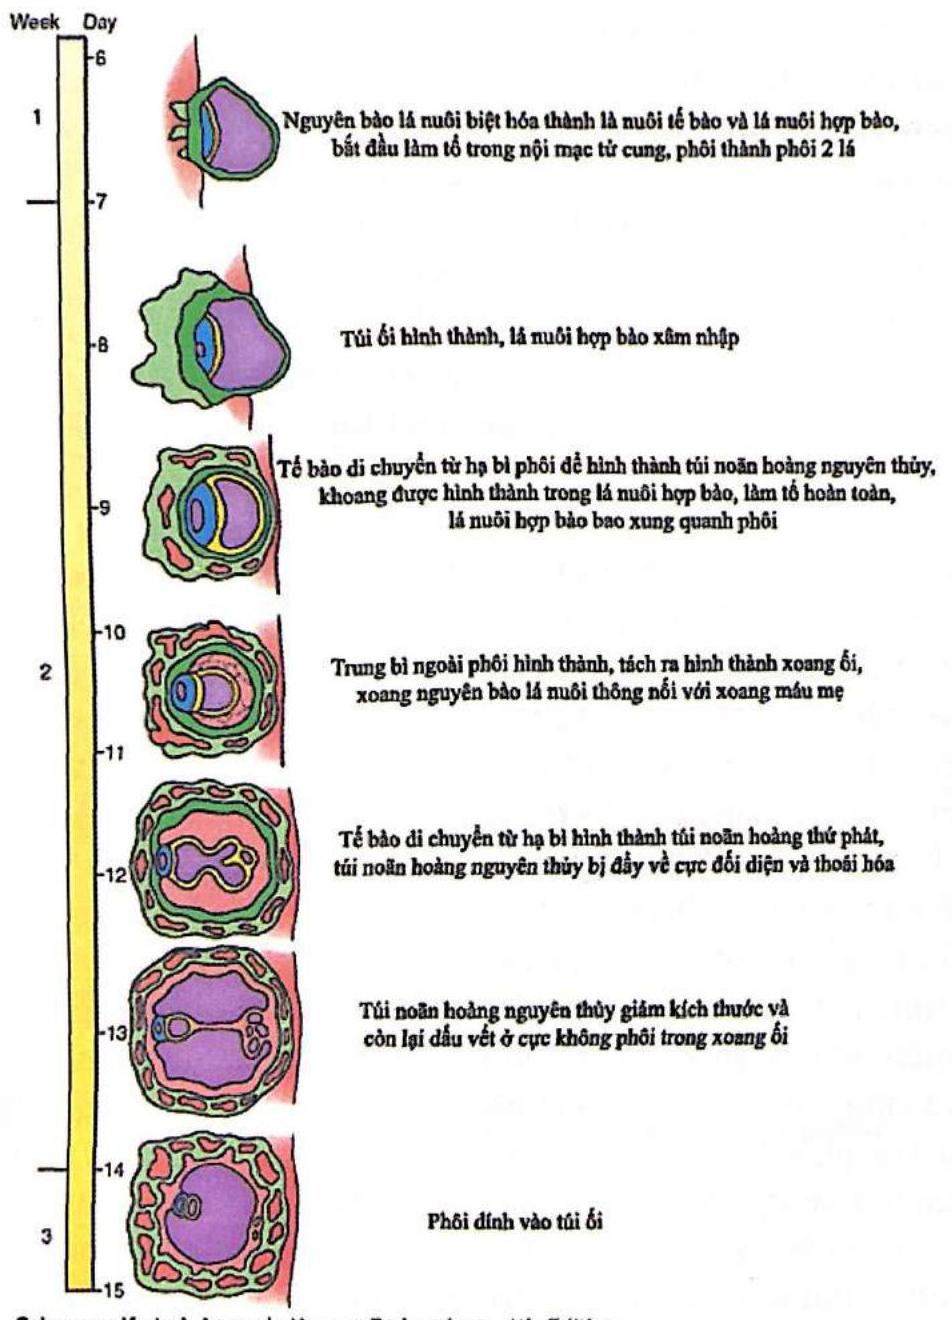 Week Day
6
1
Nguyên bào lá nuôi biệt hóa thành là nuôi tế bào và lá nuôi hợp bào,
bắt đầu làm tổ trong nội mạc tử cung, phôi thành phôi 2 lá
7
8
Túi ối hình thành, lá nuôi hợp bào xâm nhập
Tế bào di chuyển từ hạ bì phôi để hình thành túi noãn hoàng nguyên thủy,
khoang được hình thành trong lá nuôi hợp bào, làm tổ hoàn toàn,
lá nuôi hợp bào bao xung quanh phôi
9
10
2
Trung bì ngoài phôi hình thành, tách ra hình thành xoang ối,
xoang nguyên bào lá nuôi thông nối với xoang máu mẹ
11
Tế bào di chuyển từ hạ bì hình thành túi noãn hoàng thứ phát,
túi noãn hoàng nguyên thủy bị đẩy về cực đối diện và thoái hóa
12
Túi noãn hoàng nguyên thủy giảm kích thước và
còn lại dấu vết ở cực không phôi trong xoang ối
13
14
3
Phôi dính vào túi ối
15